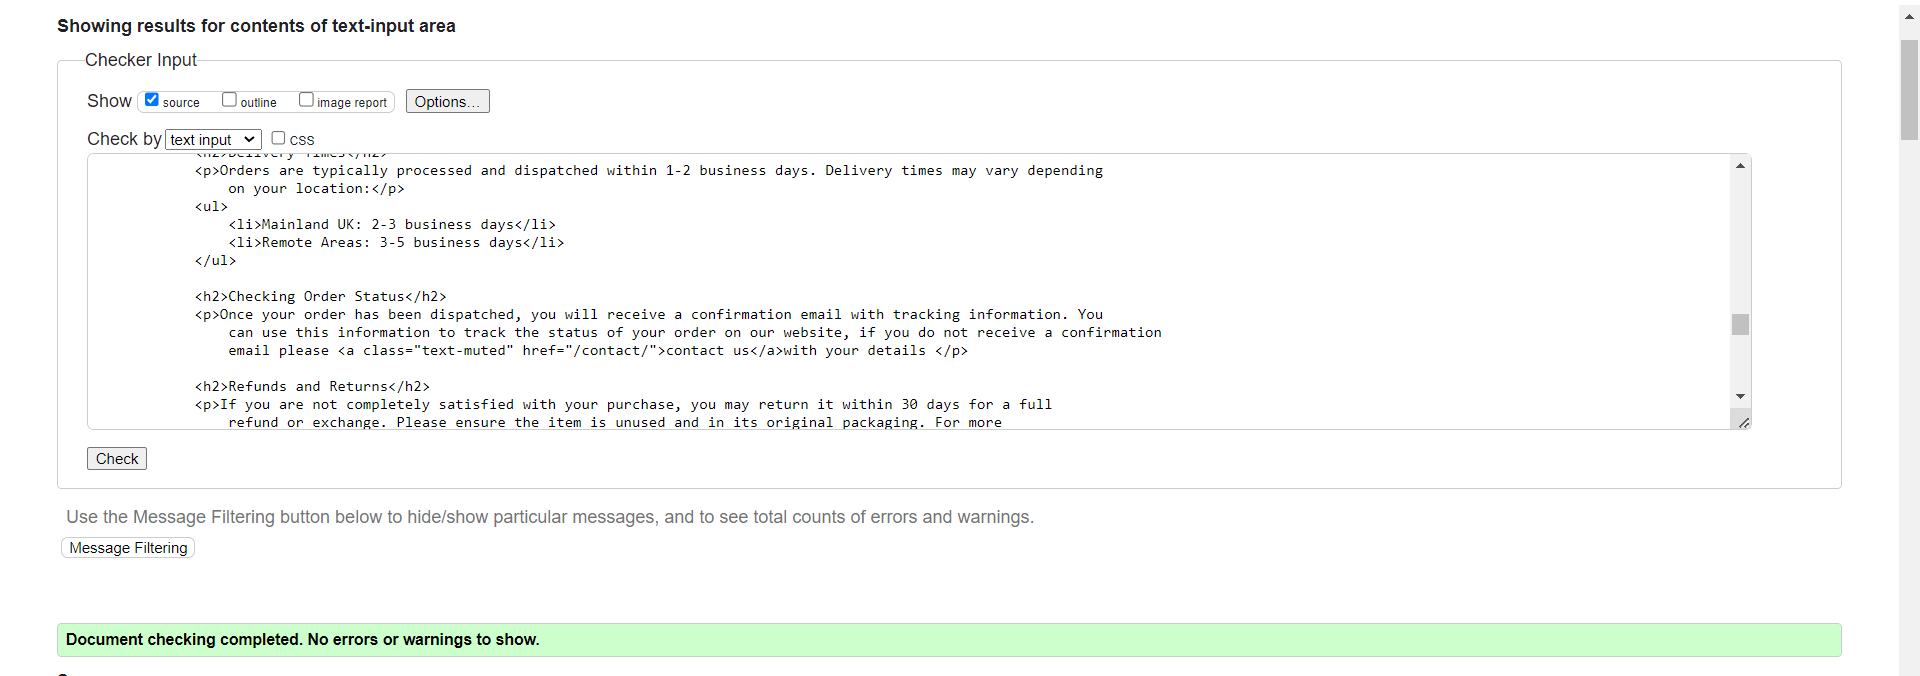 Showing results for contents of text-input area
Checker Input
Show source outline image report Options...
Check by text input CSS
<h2>Delivery Times</h2>
<p>Orders are typically processed and dispatched within 1-2 business days. Delivery times may vary depending
on your location:</p>
<ul>
<li>Mainland UK: 2-3 business days</li>
<li>Remote Areas: 3-5 business days</li>
</ul>
<h2>Checking Order Status</h2>
<p>Once your order has been dispatched, you will receive a confirmation email with tracking information. You
can use this information to track the status of your order on our website, if you do not receive a confirmation
email please <a class="text-muted" href="/contact/">contact us</a>with your details </p>
<h2>Refunds and Returns</h2>
<p>If you are not completely satisfied with your purchase, you may return it within 30 days for a full
refund or exchange. Please ensure the item is unused and in its original packaging. For more
Check
Use the Message Filtering button below to hide/show particular messages, and to see total counts of errors and warnings.
Message Filtering
Document checking completed. No errors or warnings to show.